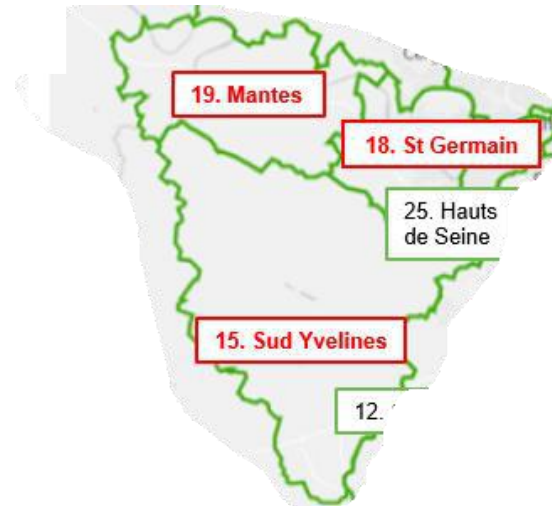 19. Mantes
18. St Germain
25. Hauts
de Seine
15. Sud Yvelines
12.